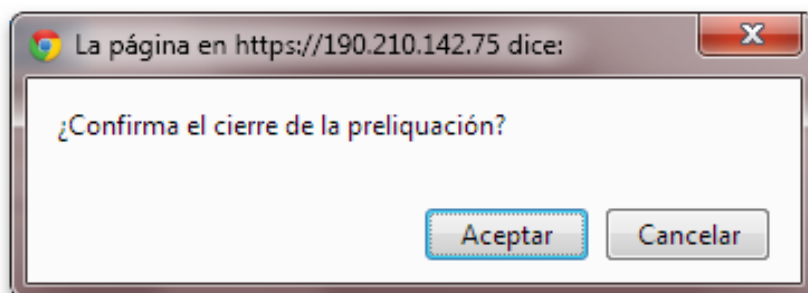 La página en https://190.210.142.75 dice:
¿Confirma el cierre de la preliquación?
Aceptar Cancelar